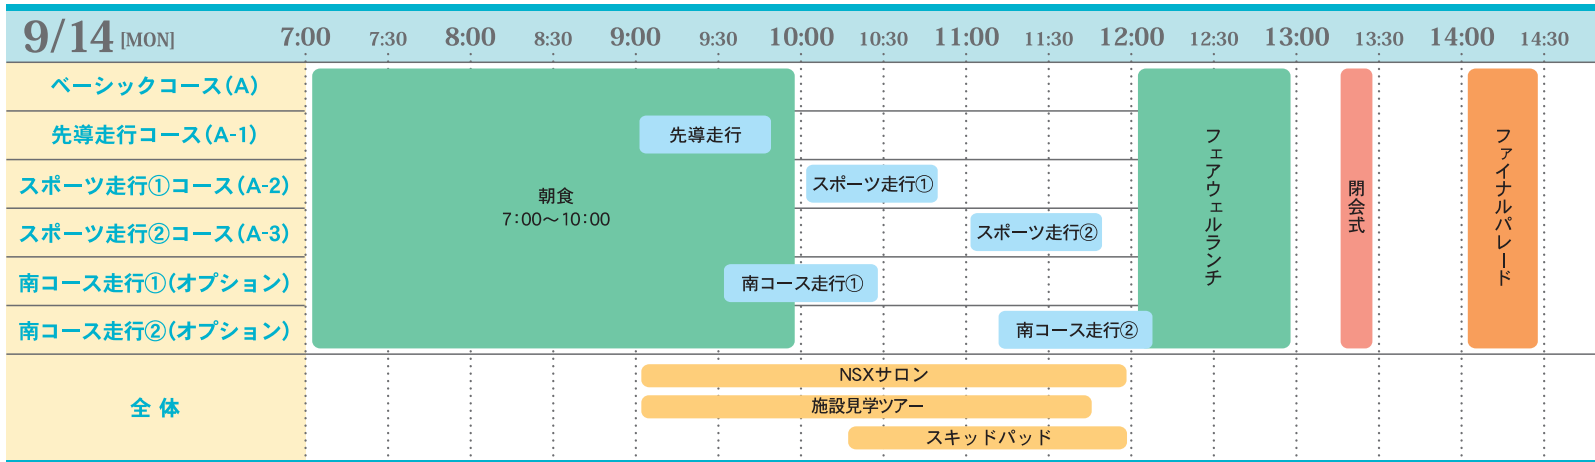 9/14 [MON] 7:00 7:30 8:00 8:30 9:00 9:30 10:00 10:30 11:00 11:30 12:00 12:30 13:00 13:30 14:00 14:30
ベーシックコース(A)
先導走行コース(A-1)
先導走行
スポーツ走行①コース(A-2)
スポーツ走行①
スポーツ走行②コース(A-3)
スポーツ走行②
南コース走行①(オプション)
南コース走行①
南コース走行②(オプション)
南コース走行②
朝食
7:00〜10:00
フェアウェルランチ
閉会式
ファイナルパレード
全体
NSXサロン
施設見学ツアー
スキッドパッド